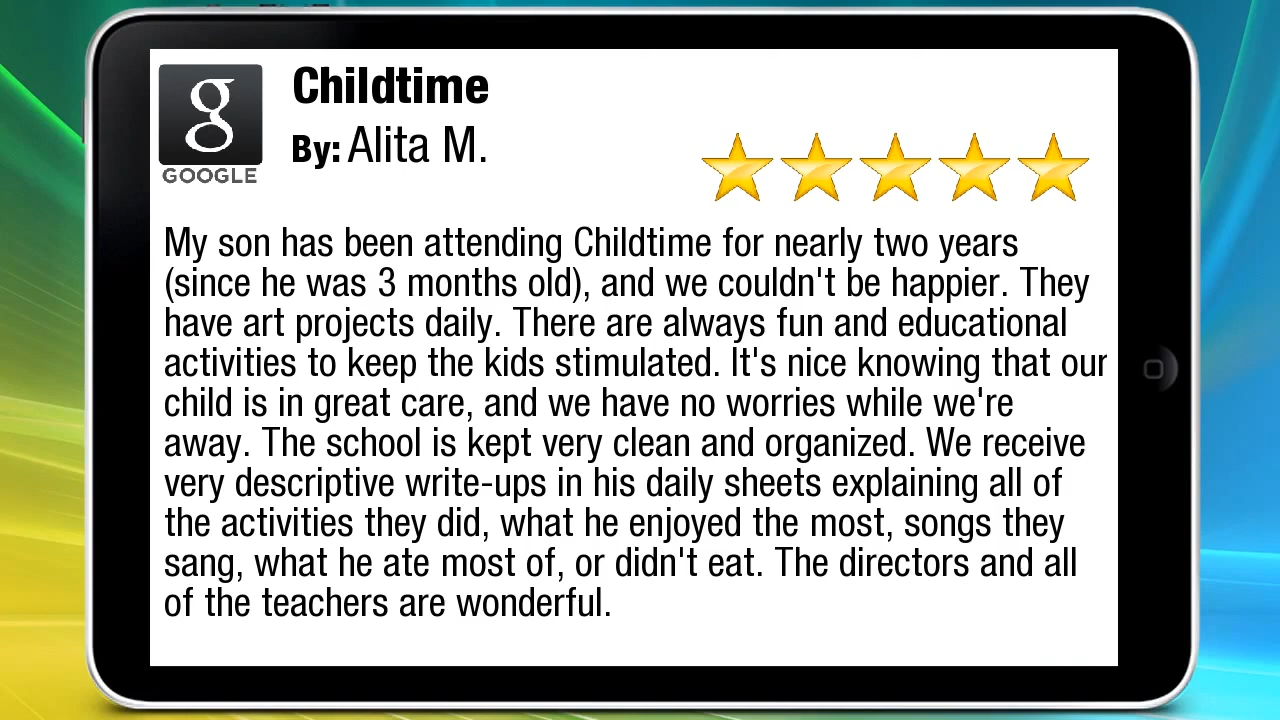 g
GOOGLE
Childtime
By: Alita M.
My son has been attending Childtime for nearly two years
(since he was 3 months old), and we couldn't be happier. They
have art projects daily. There are always fun and educational
activities to keep the kids stimulated. It's nice knowing that our
child is in great care, and we have no worries while we're
away. The school is kept very clean and organized. We receive
very descriptive write-ups in his daily sheets explaining all of
the activities they did, what he enjoyed the most, songs they
sang, what he ate most of, or didn't eat. The directors and all
of the teachers are wonderful.